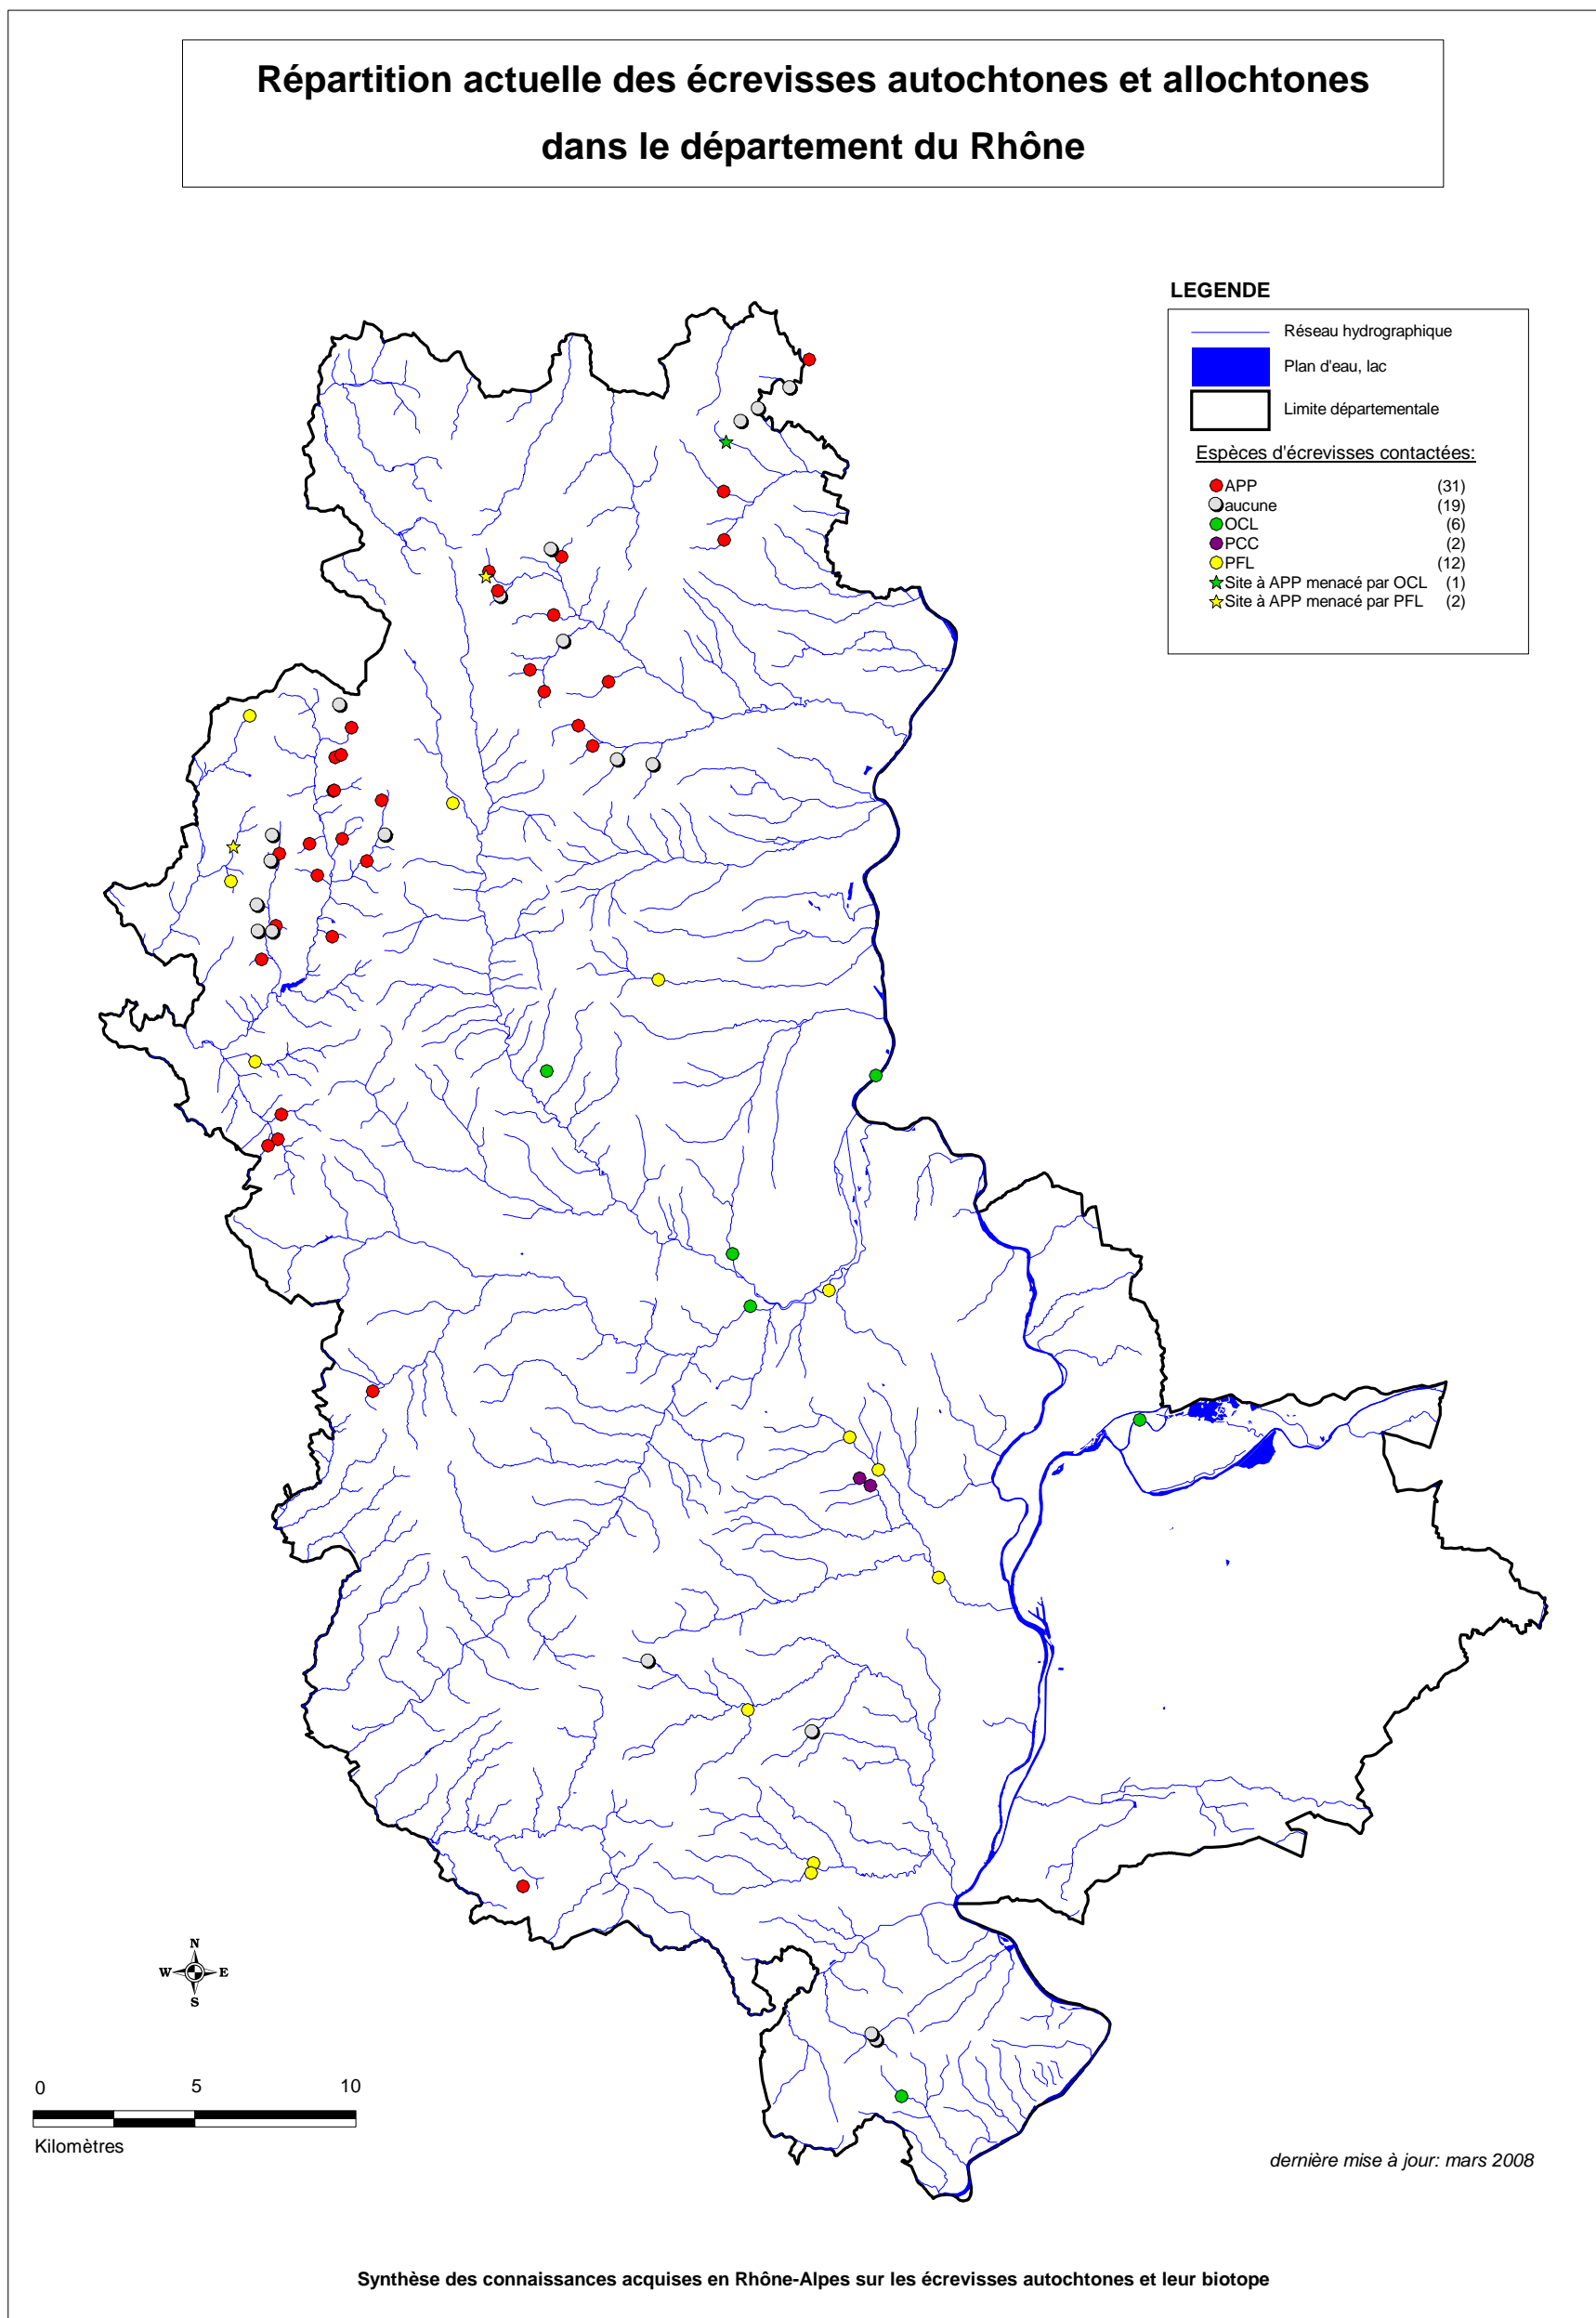 Répartition actuelle des écrevisses autochtones et allochtones
dans le département du Rhône
LEGENDE
Réseau hydrographique
Plan d'eau, lac
Limite départementale
Espèces d'écrevisses contactées:
APP (31)
aucune (19)
OCL (6)
PCC (2)
PFL (12)
Site à APP menacé par OCL (1)
Site à APP menacé par PFL (2)
N
W E
S
0 5 10
Kilomètres
dernière mise à jour: mars 2008
Synthèse des connaissances acquises en Rhône-Alpes sur les écrevisses autochtones et leur biotope